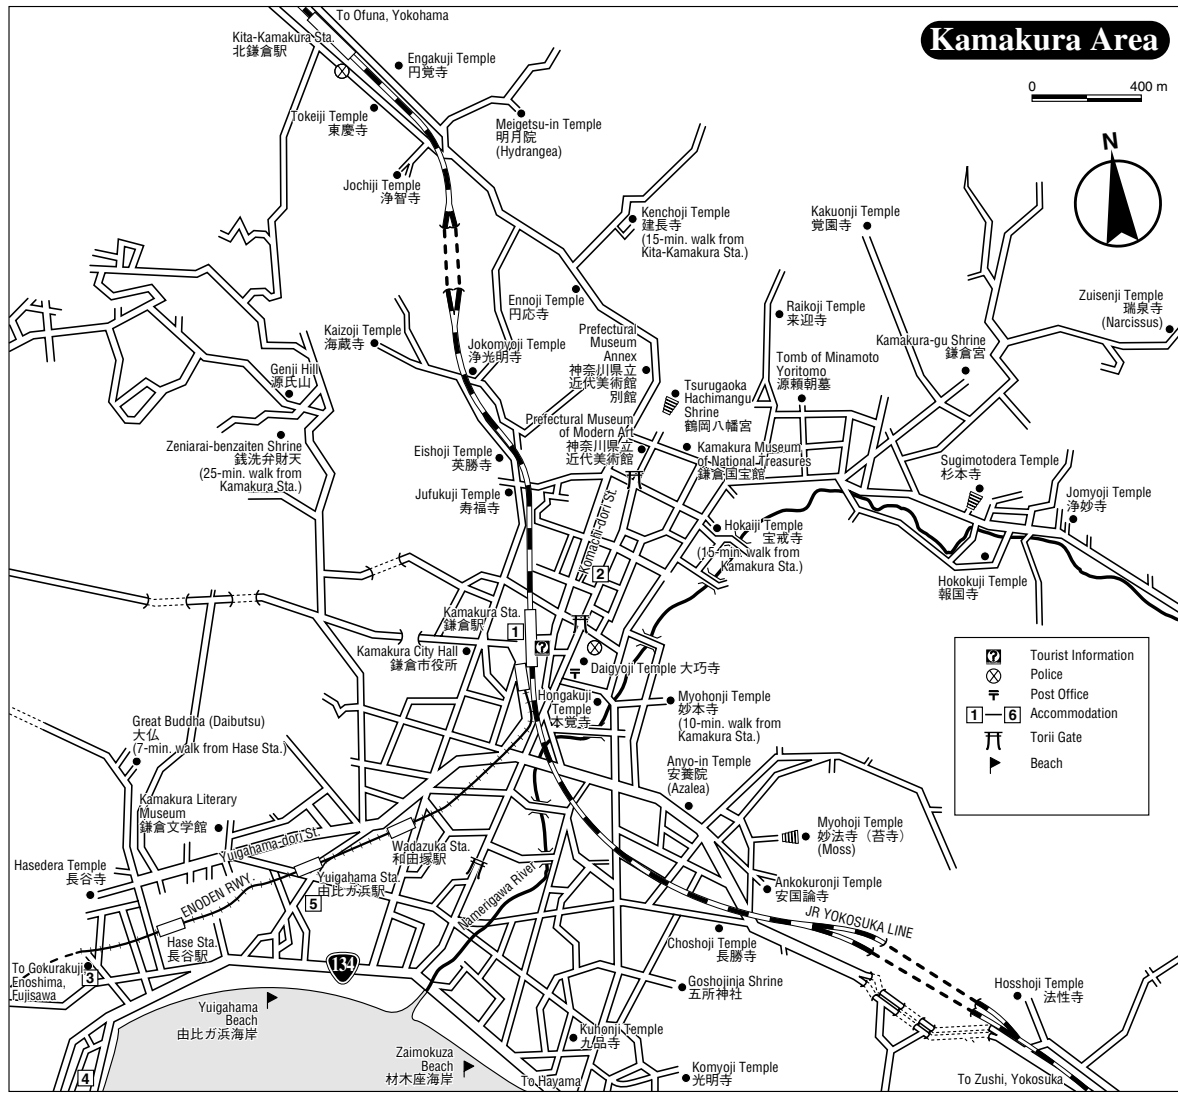 To Ofuna, Yokohama
Kamakura Area
0 400 m
N
Kita-Kamakura Sta.
北鎌倉駅
Engakuji Temple
円覚寺
Tokeiji Temple
東慶寺
Meigetsu-in Temple
明月院
(Hydrangea)
Jochiji Temple
浄智寺
Kenchoji Temple
建長寺
(15-min. walk from
Kita-Kamakura Sta.)
Kakuonji Temple
覚園寺
Zuisenji Temple
瑞泉寺
(Narcissus)
Ennoji Temple
円応寺
Raikoji Temple
来迎寺
Kaizoji Temple
海蔵寺
Jokomyoji Temple
浄光明寺
Prefectural
Museum
Annex
神奈川県立
近代美術館
別館
Kamakura-gu Shrine
鎌倉宮
Tomb of Minamoto
Yoritomo
源頼朝墓
Genji Hill
源氏山
Tsurugaoka
Hachimangu
Shrine
鶴岡八幡宮
Prefectural Museum
of Modern Art
神奈川県立
近代美術館
Zeniarai-benzaiten Shrine
銭洗弁財天
(25-min. walk from
Kamakura Sta.)
Eishoji Temple
英勝寺
Kamakura Museum
of National Treasures
鎌倉国宝館
Sugimotodera Temple
杉本寺
Jufukuji Temple
寿福寺
Jomyoji Temple
浄妙寺
Komachi-dori St.
Hokaiji Temple
宝戒寺
(15-min. walk from
Kamakura Sta.)
Hokokuji Temple
報国寺
2
Kamakura Sta.
鎌倉駅
1
Kamakura City Hall
鎌倉市役所
?
Daigyoji Temple 大巧寺
Hongakuji
Temple
本覚寺
Myohonji Temple
妙本寺
(10-min. walk from
Kamakura Sta.)
? Tourist Information
Police
Post Office
1 — 6 Accommodation
Torii Gate
Beach
Great Buddha (Daibutsu)
大仏
(7-min. walk from Hase Sta.)
Anyo-in Temple
安養院
(Azalea)
Kamakura Literary
Museum
鎌倉文学館
Myohoji Temple
妙法寺(苔寺)
(Moss)
Yuigahama-dori St.
Wadazuka Sta.
和田塚駅
Hasedera Temple
長谷寺
ENODEN RWY.
Yuigahama Sta.
由比ガ浜駅
Namerigawa River
Ankokuronji Temple
安国論寺
5
JR YOKOSUKA LINE
Hase Sta.
長谷駅
Choshoji Temple
長勝寺
134
To Gokurakuji
Enoshima,
Fujisawa
3
Goshojinja Shrine
五所神社
Hosshoji Temple
法性寺
Yuigahama
Beach
由比ガ浜海岸
Kuhonji Temple
九品寺
Zaimokuza
Beach
材木座海岸
4
To Hayama
Komyoji Temple
光明寺
To Zushi, Yokosuka